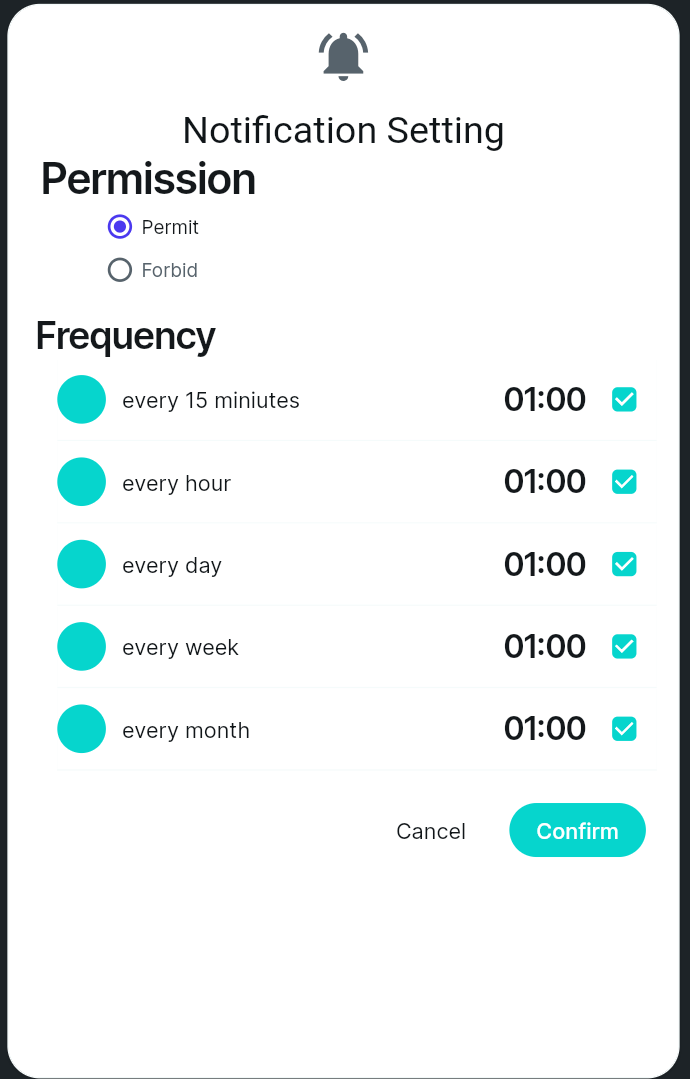 Notification Setting
Permission
Permit
Forbid
Frequency
every 15 miniutes 01:00
every hour 01:00
every day 01:00
every week 01:00
every month 01:00
Cancel Confirm